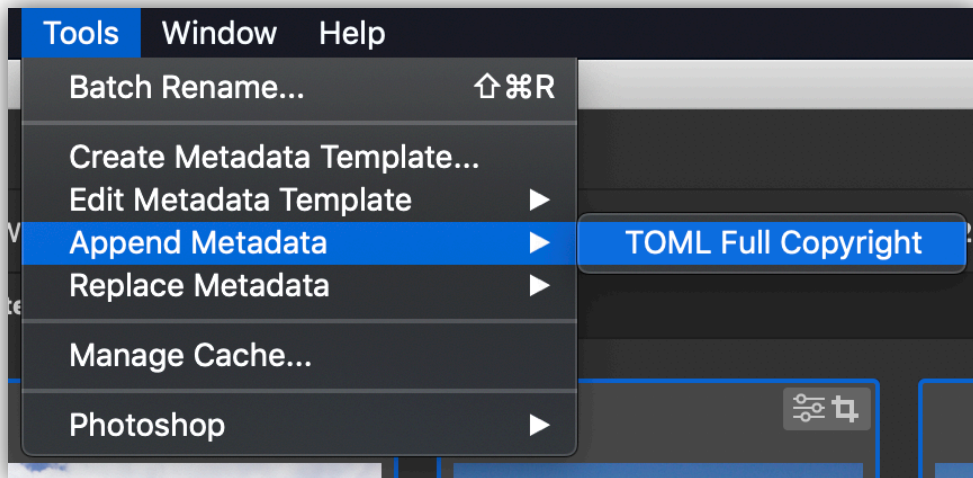 Tools Window Help
Batch Rename... ⇧⌘R
Create Metadata Template...
Edit Metadata Template ▶
Append Metadata ▶ TOML Full Copyright
Replace Metadata ▶
Manage Cache...
Photoshop ▶